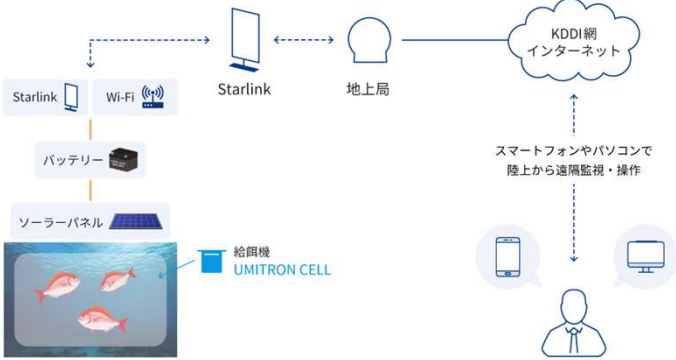 KDDI網
インターネット
Starlink
地上局
Starlink
Wi-Fi
バッテリー
ソーラーパネル
給餌機
UMITRON CELL
スマートフォンやパソコンで
陸上から遠隔監視・操作